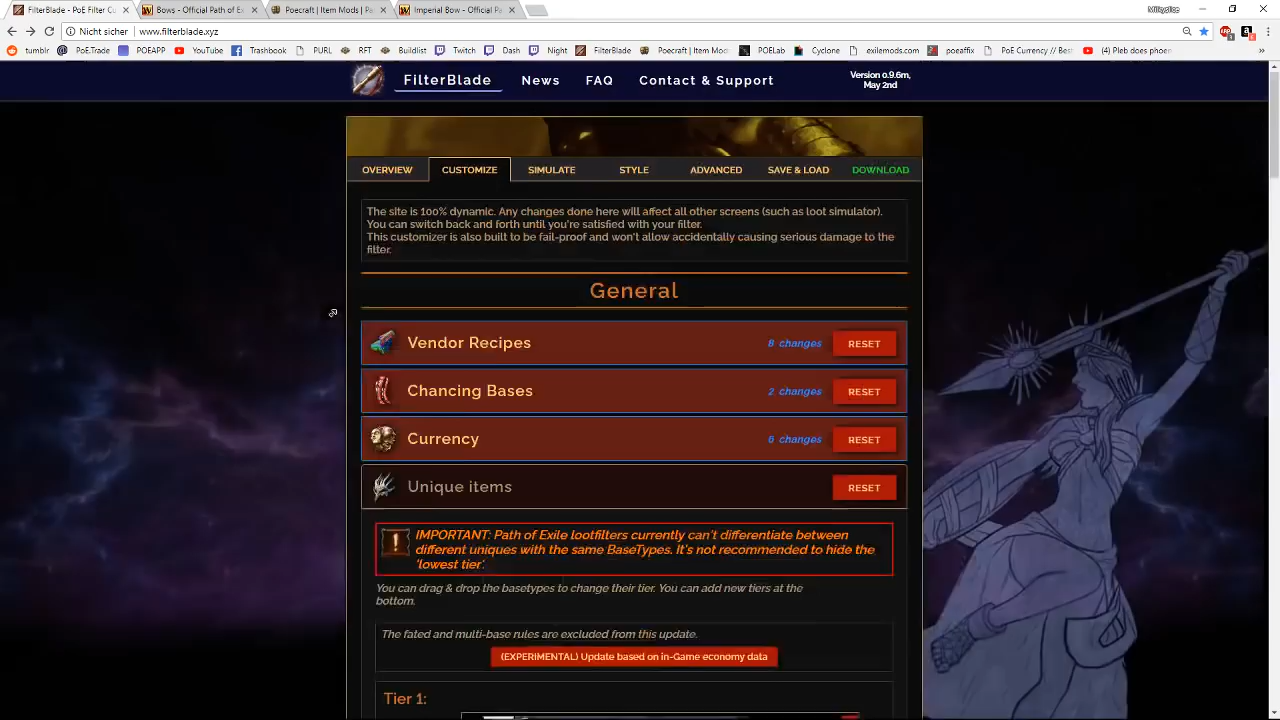 FilterBlade - PoE Filter Cu
Bows - Official Path of Ex
Poecraft | Item Mods | Pa
Imperial Bow - Official Pa
Nicht sicher | www.filterblade.xyz
tumblr PoE.Trade POEAPP YouTube Trashbook PURL RFT Buildlist Twitch Clash Night FilterBlade Poecraft | Item Mods POELab Cyclone exilemods.com poeaffix PoE Currency // Best (4) Pleb does phoen »
FilterBlade News FAQ Contact & Support Version 0.9.6m, May 2nd
OVERVIEW CUSTOMIZE SIMULATE STYLE ADVANCED SAVE & LOAD DOWNLOAD
The site is 100% dynamic. Any changes done here will affect all other screens (such as loot simulator).
You can switch back and forth until you're satisfied with your filter.
This customizer is also built to be fail-proof and won't allow accidentally causing serious damage to the
filter.
General
Vendor Recipes 8 changes RESET
Chancing Bases 2 changes RESET
Currency 6 changes RESET
Unique items RESET
IMPORTANT: Path of Exile lootfilters currently can't differentiate between
different uniques with the same BaseTypes. It's not recommended to hide the
'lowest tier'.
You can drag & drop the basetypes to change their tier. You can add new tiers at the
bottom.
The fated and multi-base rules are excluded from this update.
(EXPERIMENTAL) Update based on in-Game economy data
Tier 1: